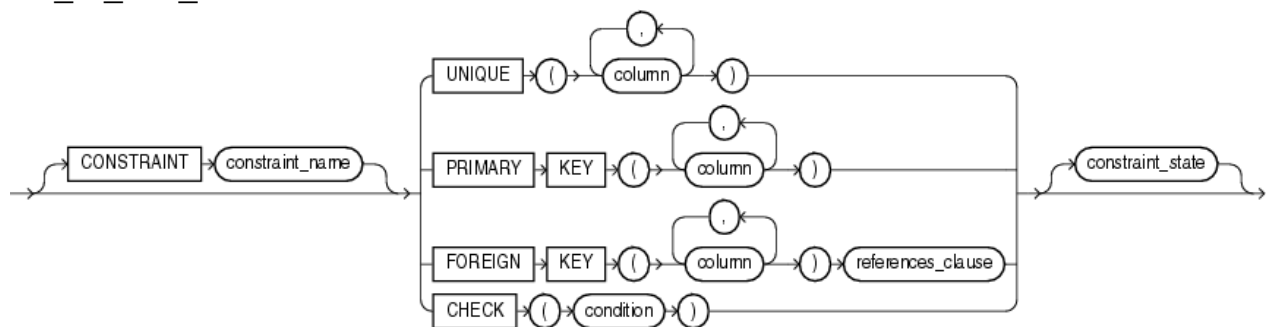 ,
UNIQUE ( column )
,
CONSTRAINT constraint_name PRIMARY KEY ( column ) constraint_state
,
FOREIGN KEY ( column ) references_clause
CHECK ( condition )